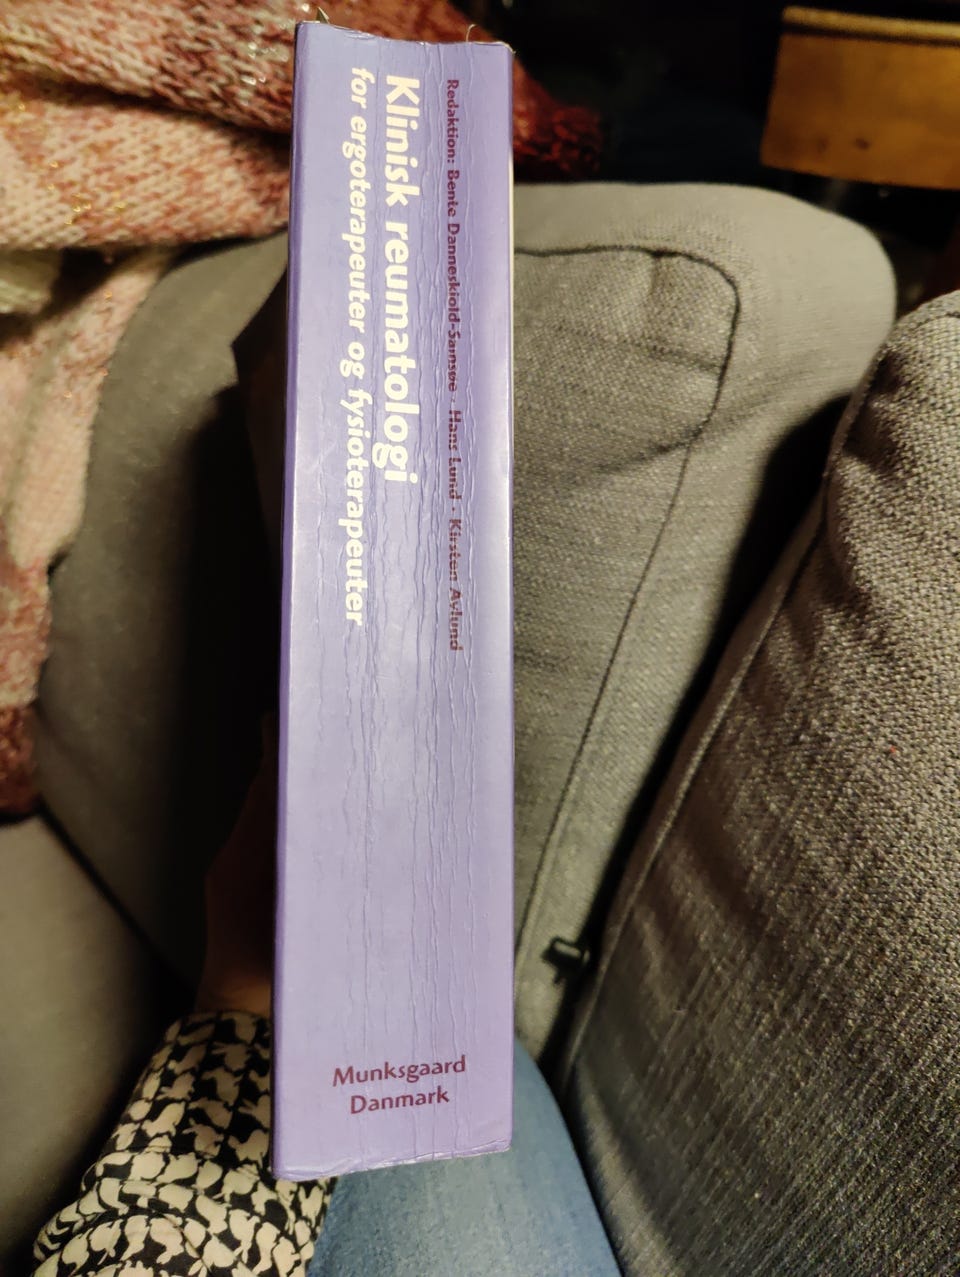 Redaktion: Bente Danneskiold-Samsøe · Hans Lund · Kirsten Avlund
Klinisk reumatologi
for ergoterapeuter og fysioterapeuter
Munksgaard
Danmark